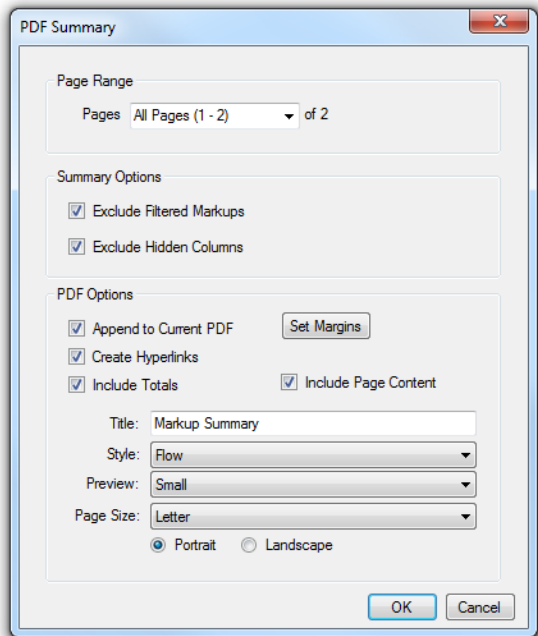 PDF Summary
Page Range
Pages All Pages (1 - 2) of 2
Summary Options
Exclude Filtered Markups
Exclude Hidden Columns
PDF Options
Append to Current PDF Set Margins
Create Hyperlinks
Include Totals Include Page Content
Title: Markup Summary
Style: Flow
Preview: Small
Page Size: Letter
Portrait Landscape
OK Cancel